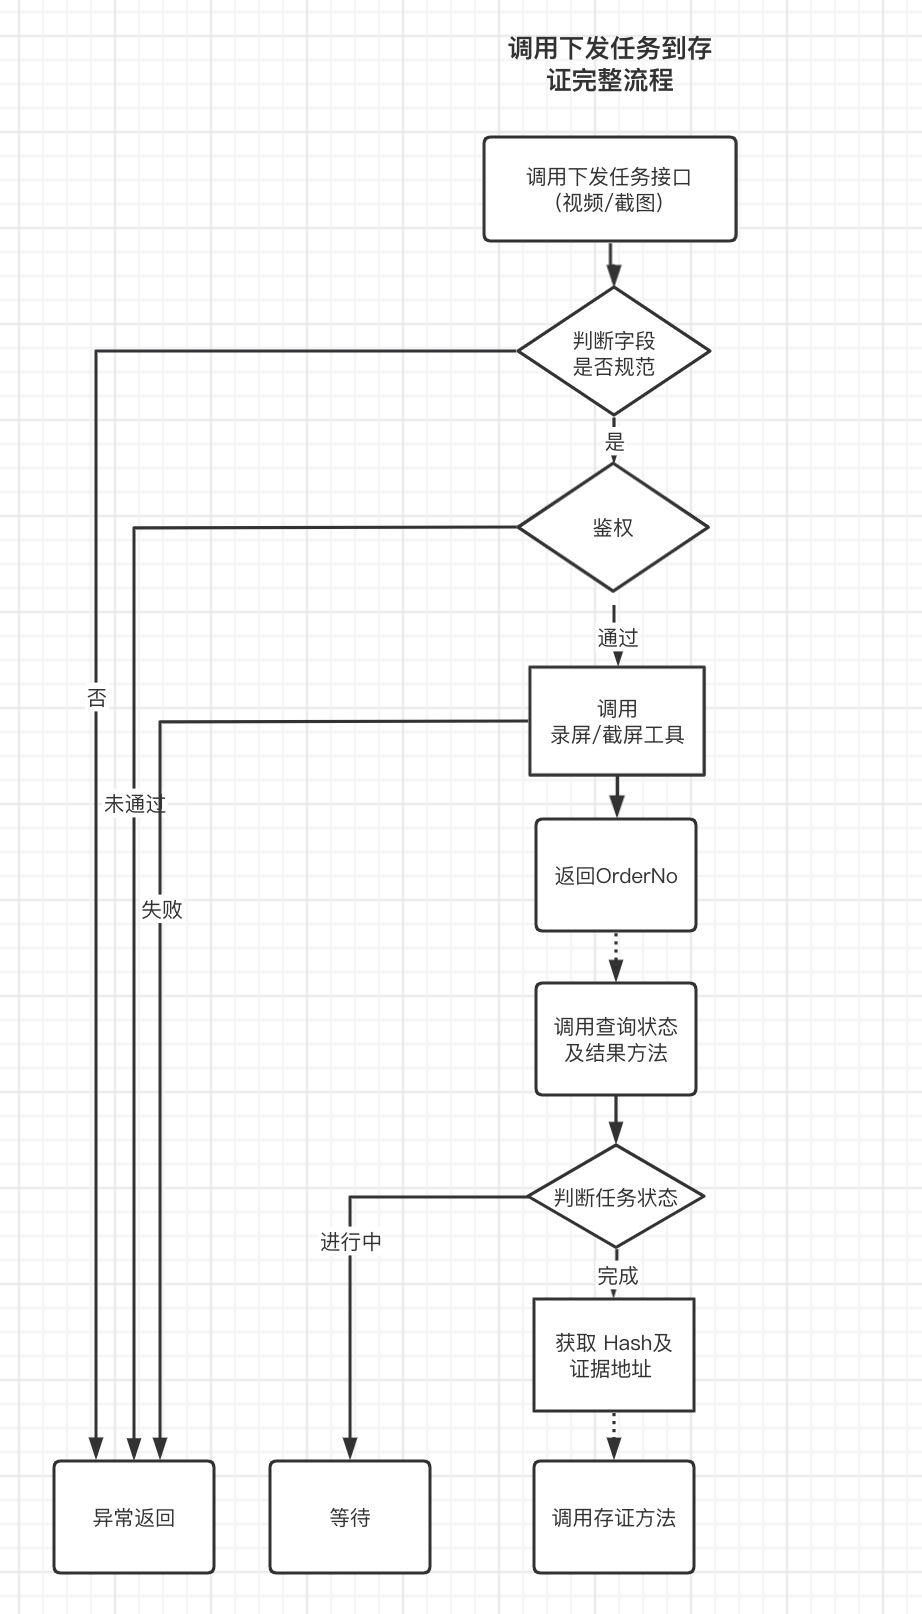 调用下发任务到存
证完整流程
调用下发任务接口
(视频/截图)
判断字段
是否规范
是
鉴权
通过
否
调用
录屏/截屏工具
未通过
返回OrderNo
失败
调用查询状态
及结果方法
判断任务状态
进行中
完成
获取 Hash及
证据地址
异常返回
等待
调用存证方法